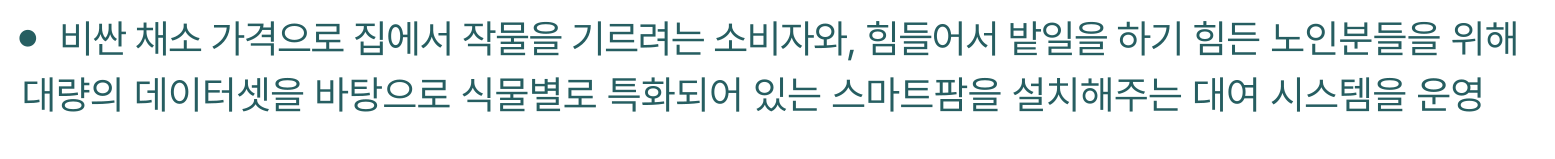 ● 비싼 채소 가격으로 집에서 작물을 기르려는 소비자와, 힘들어서 밭일을 하기 힘든 노인분들을 위해
대량의 데이터셋을 바탕으로 식물별로 특화되어 있는 스마트팜을 설치해주는 대여 시스템을 운영